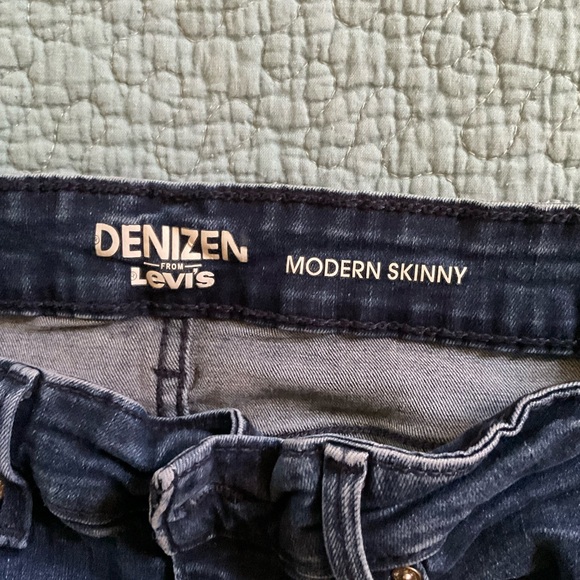 DENIZEN
FROM
Levi's
MODERN SKINNY